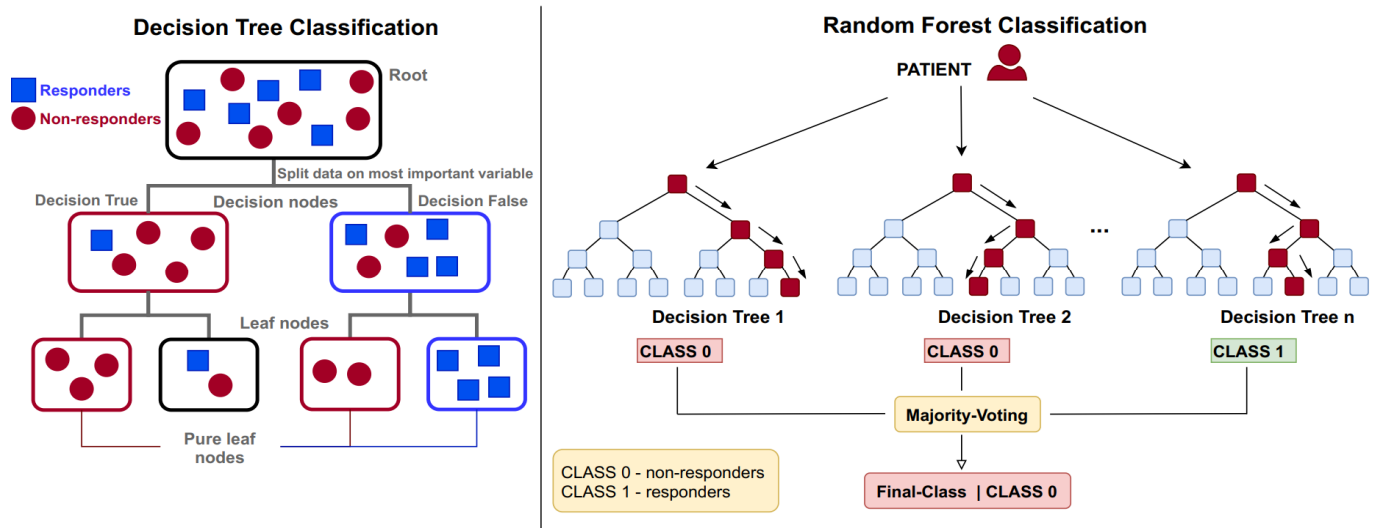 Decision Tree Classification
Root
Responders
Non-responders
Split data on most important variable
Decision True
Decision nodes
Decision False
Leaf nodes
Pure leaf
nodes
Random Forest Classification
PATIENT
...
Decision Tree 1
Decision Tree 2
Decision Tree n
CLASS 0
CLASS 0
CLASS 1
Majority-Voting
CLASS 0 - non-responders
CLASS 1 - responders
Final-Class | CLASS 0